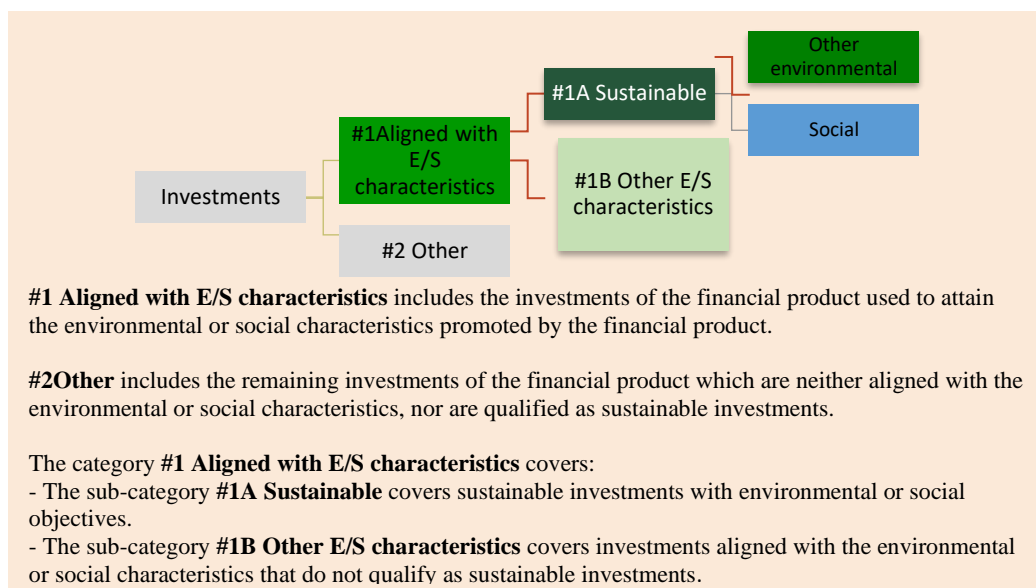 Other
environmental
#1A Sustainable
Social
#1Aligned with
E/S
characteristics
#1B Other E/S
characteristics
Investments
#2 Other
#1 Aligned with E/S characteristics includes the investments of the financial product used to attain
the environmental or social characteristics promoted by the financial product.
#2Other includes the remaining investments of the financial product which are neither aligned with the
environmental or social characteristics, nor are qualified as sustainable investments.
The category #1 Aligned with E/S characteristics covers:
- The sub-category #1A Sustainable covers sustainable investments with environmental or social
objectives.
- The sub-category #1B Other E/S characteristics covers investments aligned with the environmental
or social characteristics that do not qualify as sustainable investments.